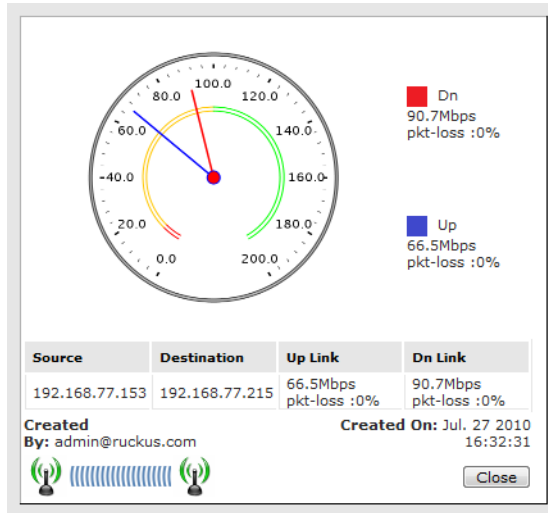 0.0
20.0
40.0
60.0
80.0
100.0
120.0
140.0
160.0
180.0
200.0
Dn
90.7Mbps
pkt-loss :0%
Up
66.5Mbps
pkt-loss :0%
Source Destination Up Link Dn Link
192.168.77.153 192.168.77.215 66.5Mbps pkt-loss :0% 90.7Mbps pkt-loss :0%
Created By: admin@ruckus.com
Created On: Jul. 27 2010 16:32:31
Close